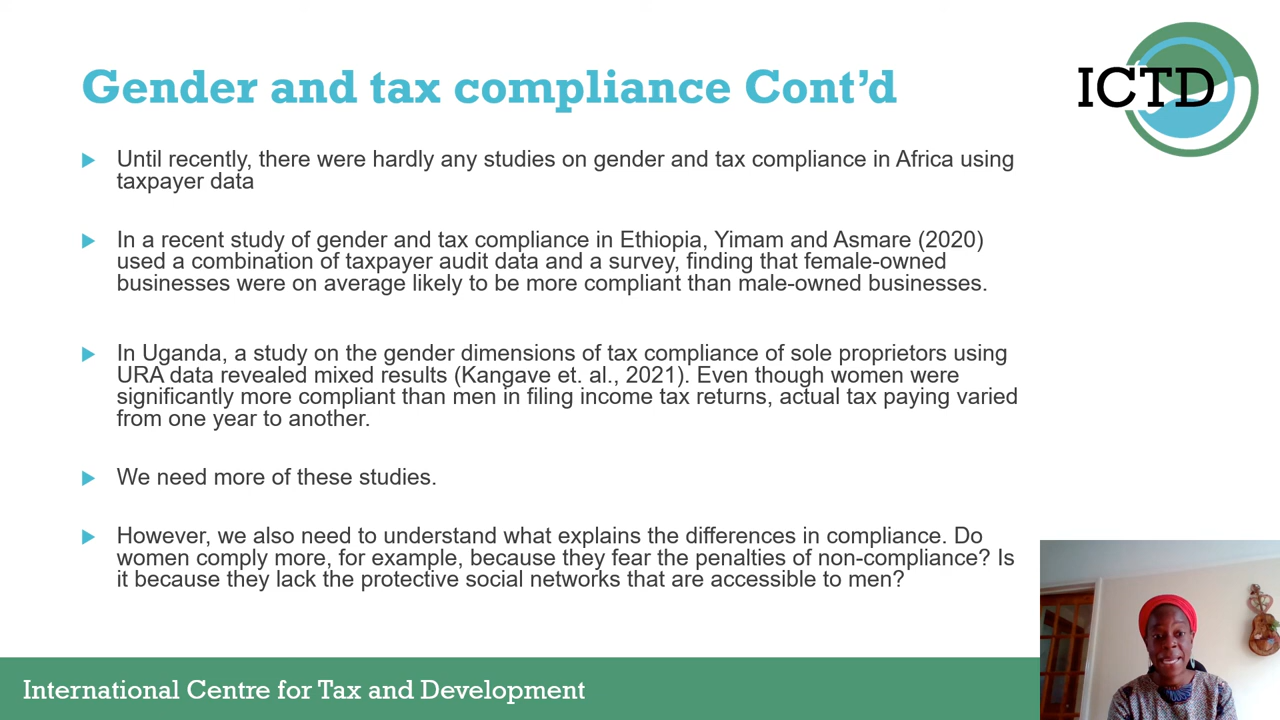 Gender and tax compliance Cont’d
ICTD
Until recently, there were hardly any studies on gender and tax compliance in Africa using
taxpayer data
In a recent study of gender and tax compliance in Ethiopia, Yimam and Asmare (2020)
used a combination of taxpayer audit data and a survey, finding that female-owned
businesses were on average likely to be more compliant than male-owned businesses.
In Uganda, a study on the gender dimensions of tax compliance of sole proprietors using
URA data revealed mixed results (Kangave et. al., 2021). Even though women were
significantly more compliant than men in filing income tax returns, actual tax paying varied
from one year to another.
We need more of these studies.
However, we also need to understand what explains the differences in compliance. Do
women comply more, for example, because they fear the penalties of non-compliance? Is
it because they lack the protective social networks that are accessible to men?
International Centre for Tax and Development